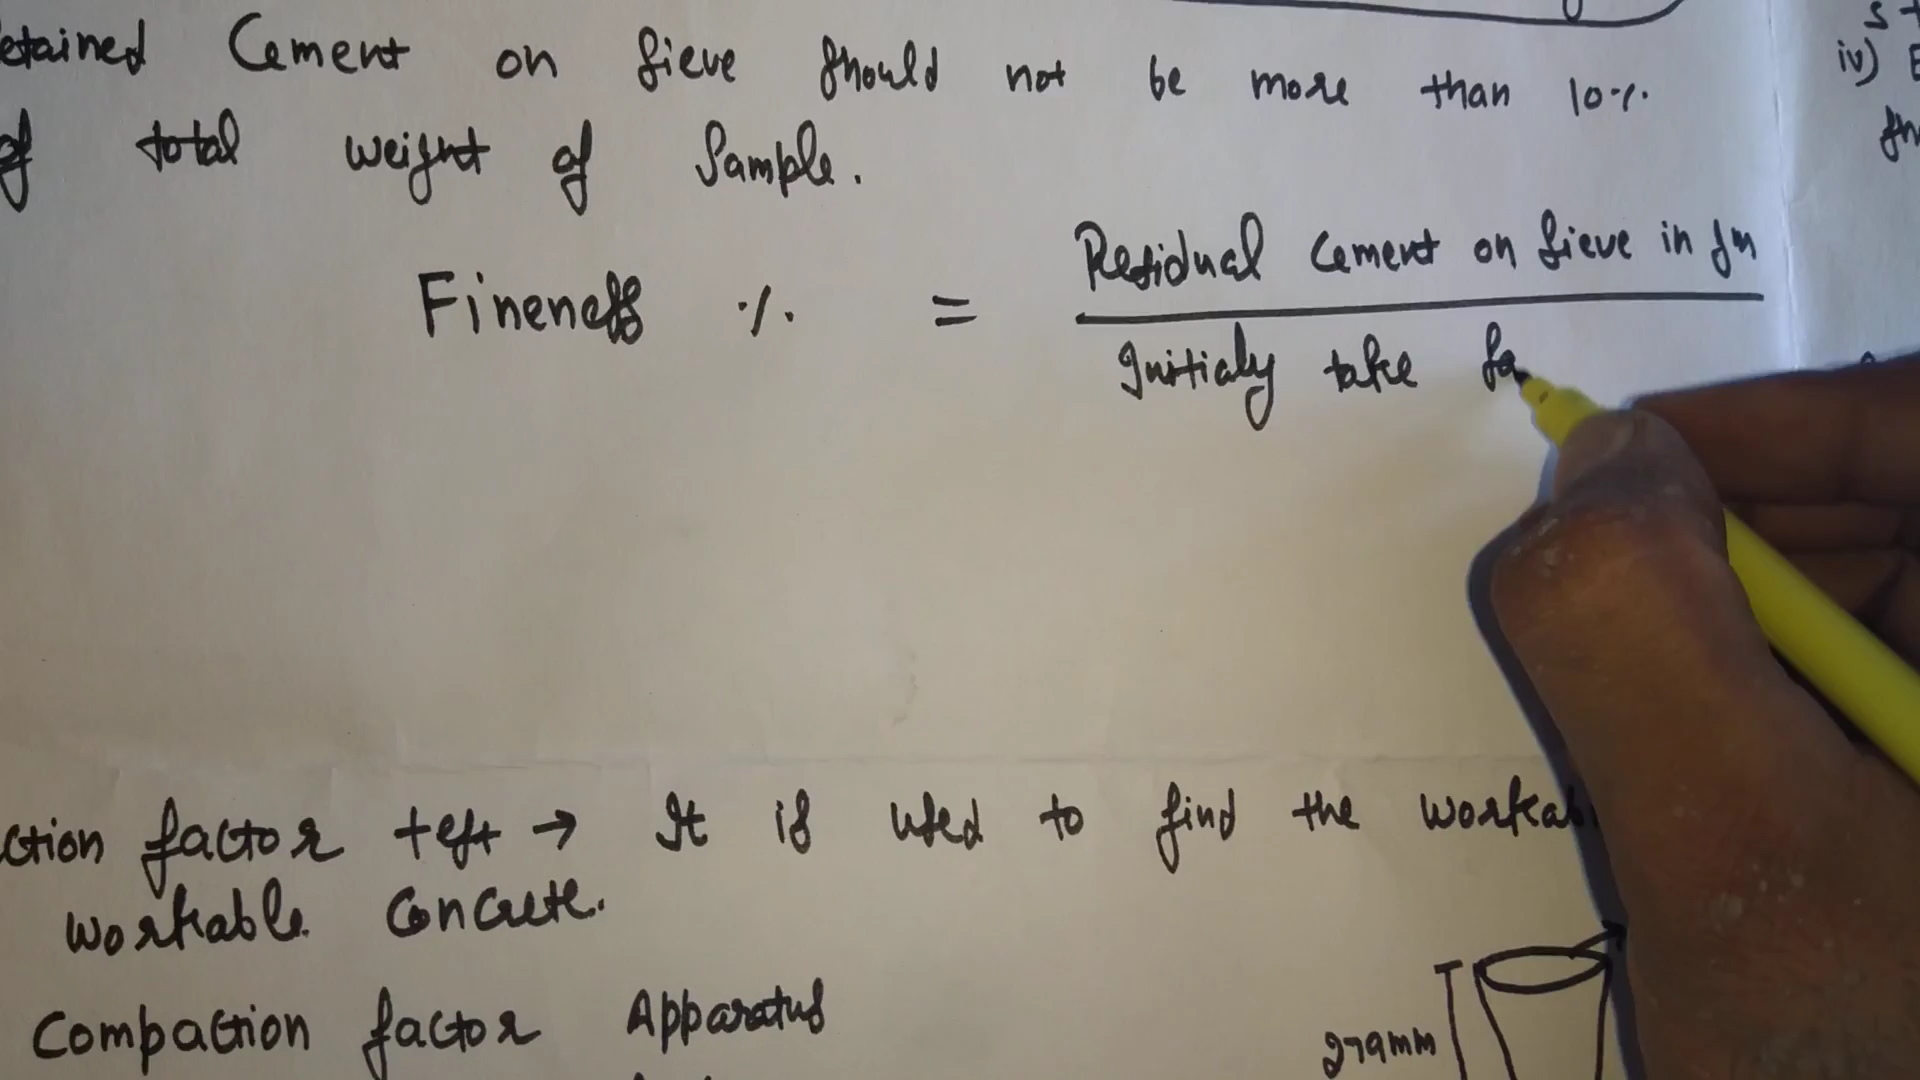 etained Cement on sieve should not be more than 10%
of total weight of Sample.
Fineness % = Residual Cement on sieve in gm
Initialy take sa
ction factor test → It is used to find the workab
workable Concrete.
Compaction factor Apparatus
279mm
iv) E